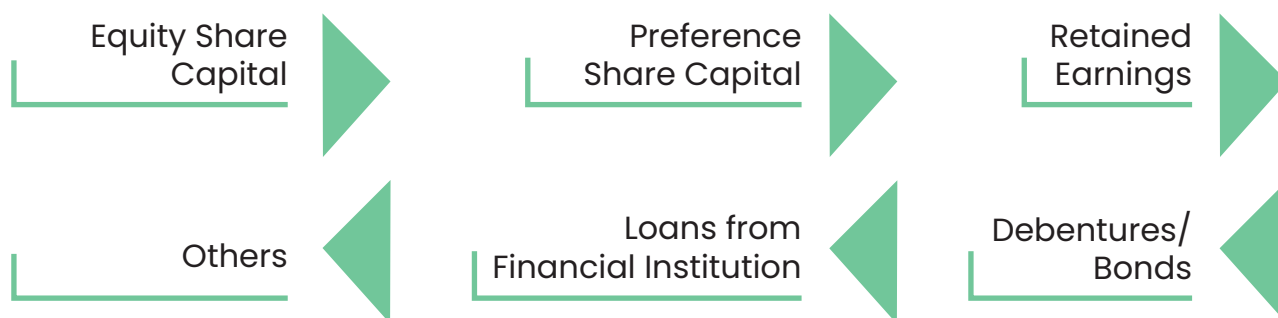 Equity Share
Capital
Preference
Share Capital
Retained
Earnings
Others
Loans from
Financial Institution
Debentures/
Bonds